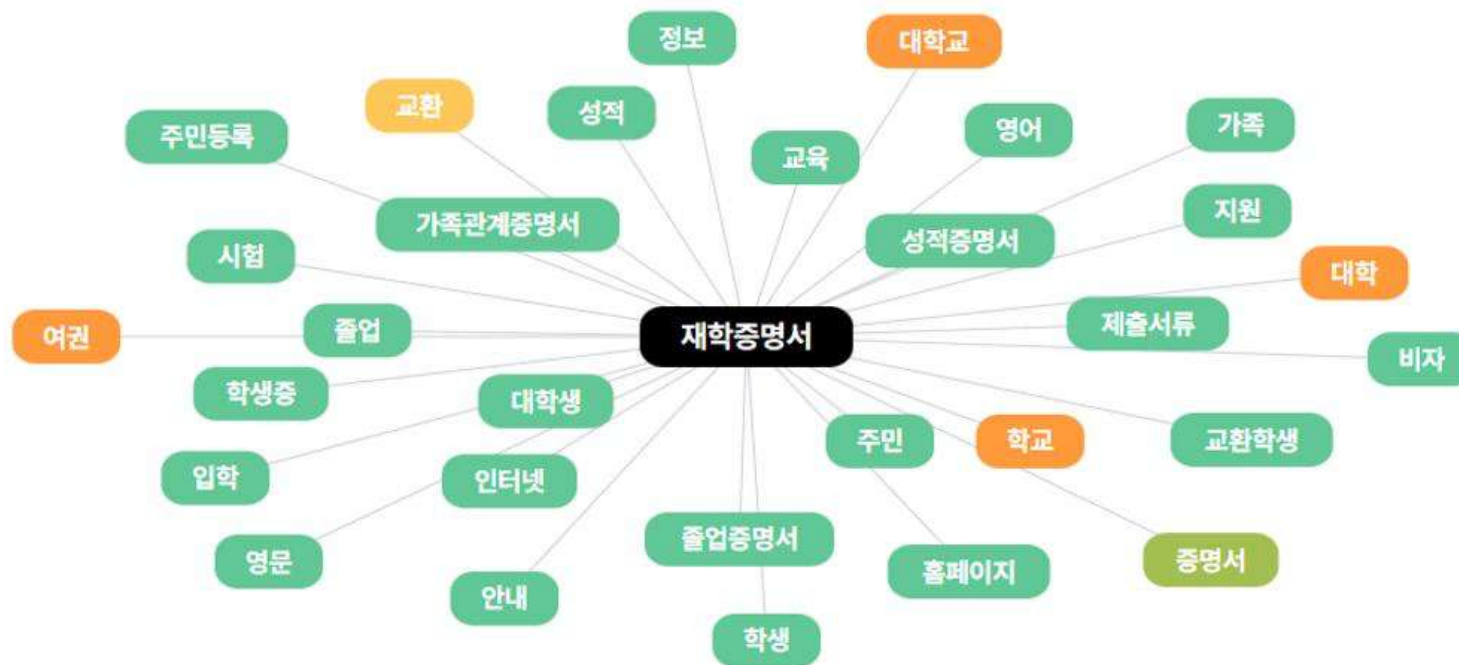 정보
대학교
교환
성적
영어
가족
주민등록
교육
가족관계증명서
성적증명서
지원
시험
대학
여권
졸업
재학증명서
제출서류
비자
학생증
대학생
주민
학교
교환학생
입학
인터넷
영문
졸업증명서
홈페이지
증명서
안내
학생